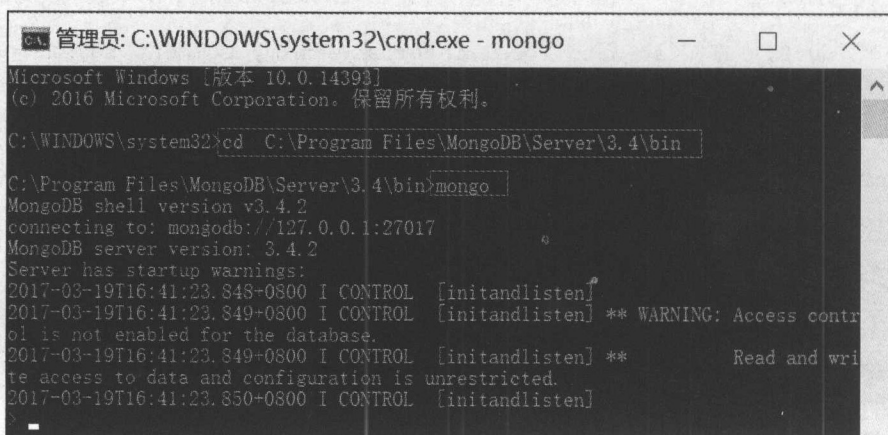 管理员: C:\WINDOWS\system32\cmd.exe - mongo
Microsoft Windows [版本 10.0.14393]
(c) 2016 Microsoft Corporation。保留所有权利。
C:\WINDOWS\system32>cd  C:\Program Files\MongoDB\Server\3.4\bin
C:\Program Files\MongoDB\Server\3.4\bin>mongo
MongoDB shell version v3.4.2
connecting to: mongodb://127.0.0.1:27017
MongoDB server version: 3.4.2
Server has startup warnings:
2017-03-19T16:41:23.848+0800 I CONTROL  [initandlisten]
2017-03-19T16:41:23.849+0800 I CONTROL  [initandlisten] ** WARNING: Access contr
ol is not enabled for the database.
2017-03-19T16:41:23.849+0800 I CONTROL  [initandlisten] **          Read and wri
te access to data and configuration is unrestricted.
2017-03-19T16:41:23.850+0800 I CONTROL  [initandlisten]
>